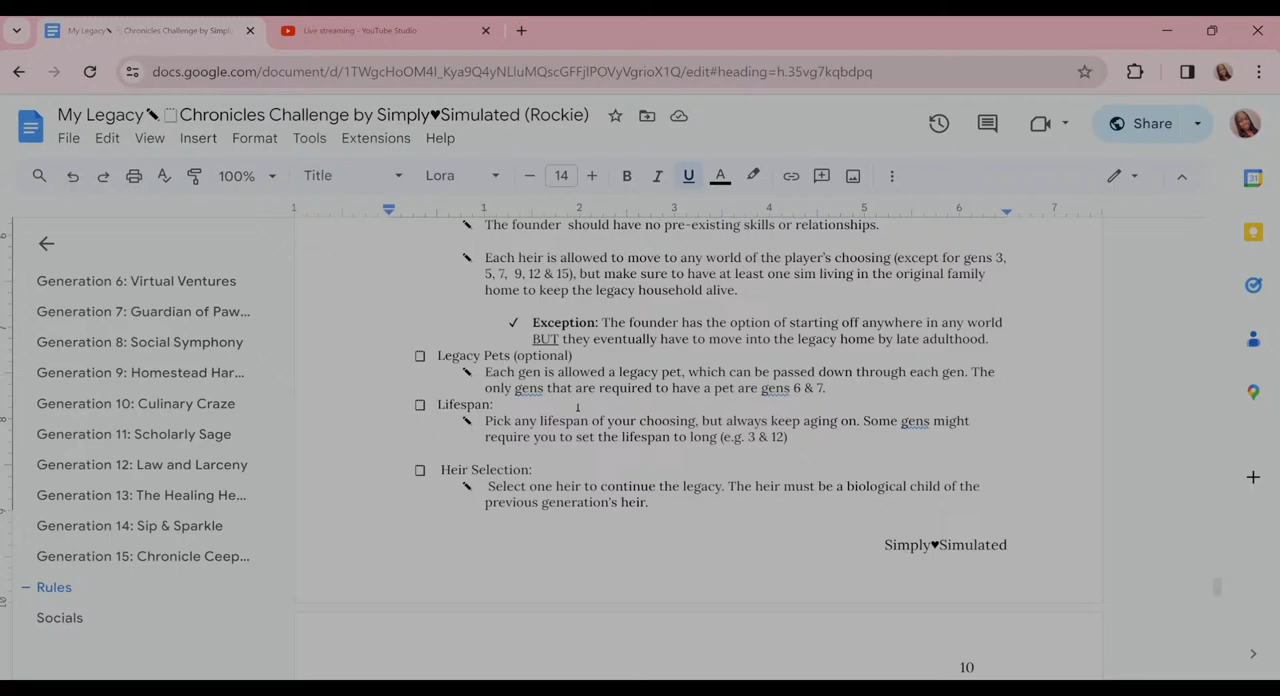 My Legacy✎ Chronicles Challenge by Simpl
Live streaming - YouTube Studio
docs.google.com/document/d/1TWgcHoOM4l_Kya9Q4yNLluMQscGFFjlPOVyVgrioX1Q/edit#heading=h.35vg7kqbdpq
My Legacy✎ Chronicles Challenge by Simply♥Simulated (Rockie)
File Edit View Insert Format Tools Extensions Help
Share
100% Title Lora 14 B I U A
1 1 2 3 4 5 6 7
The founder should have no pre-existing skills or relationships.
Each heir is allowed to move to any world of the player's choosing (except for gens 3,
5, 7, 9, 12 & 15), but make sure to have at least one sim living in the original family
home to keep the legacy household alive.
✓ Exception: The founder has the option of starting off anywhere in any world
BUT they eventually have to move into the legacy home by late adulthood.
Legacy Pets (optional)
Each gen is allowed a legacy pet, which can be passed down through each gen. The
only gens that are required to have a pet are gens 6 & 7.
Lifespan:
Pick any lifespan of your choosing, but always keep aging on. Some gens might
require you to set the lifespan to long (e.g. 3 & 12)
Heir Selection:
Select one heir to continue the legacy. The heir must be a biological child of the
previous generation's heir.
Simply♥Simulated
10
Generation 6: Virtual Ventures
Generation 7: Guardian of Paw...
Generation 8: Social Symphony
Generation 9: Homestead Har...
Generation 10: Culinary Craze
Generation 11: Scholarly Sage
Generation 12: Law and Larceny
Generation 13: The Healing He...
Generation 14: Sip & Sparkle
Generation 15: Chronicle Ceep...
Rules
Socials
31